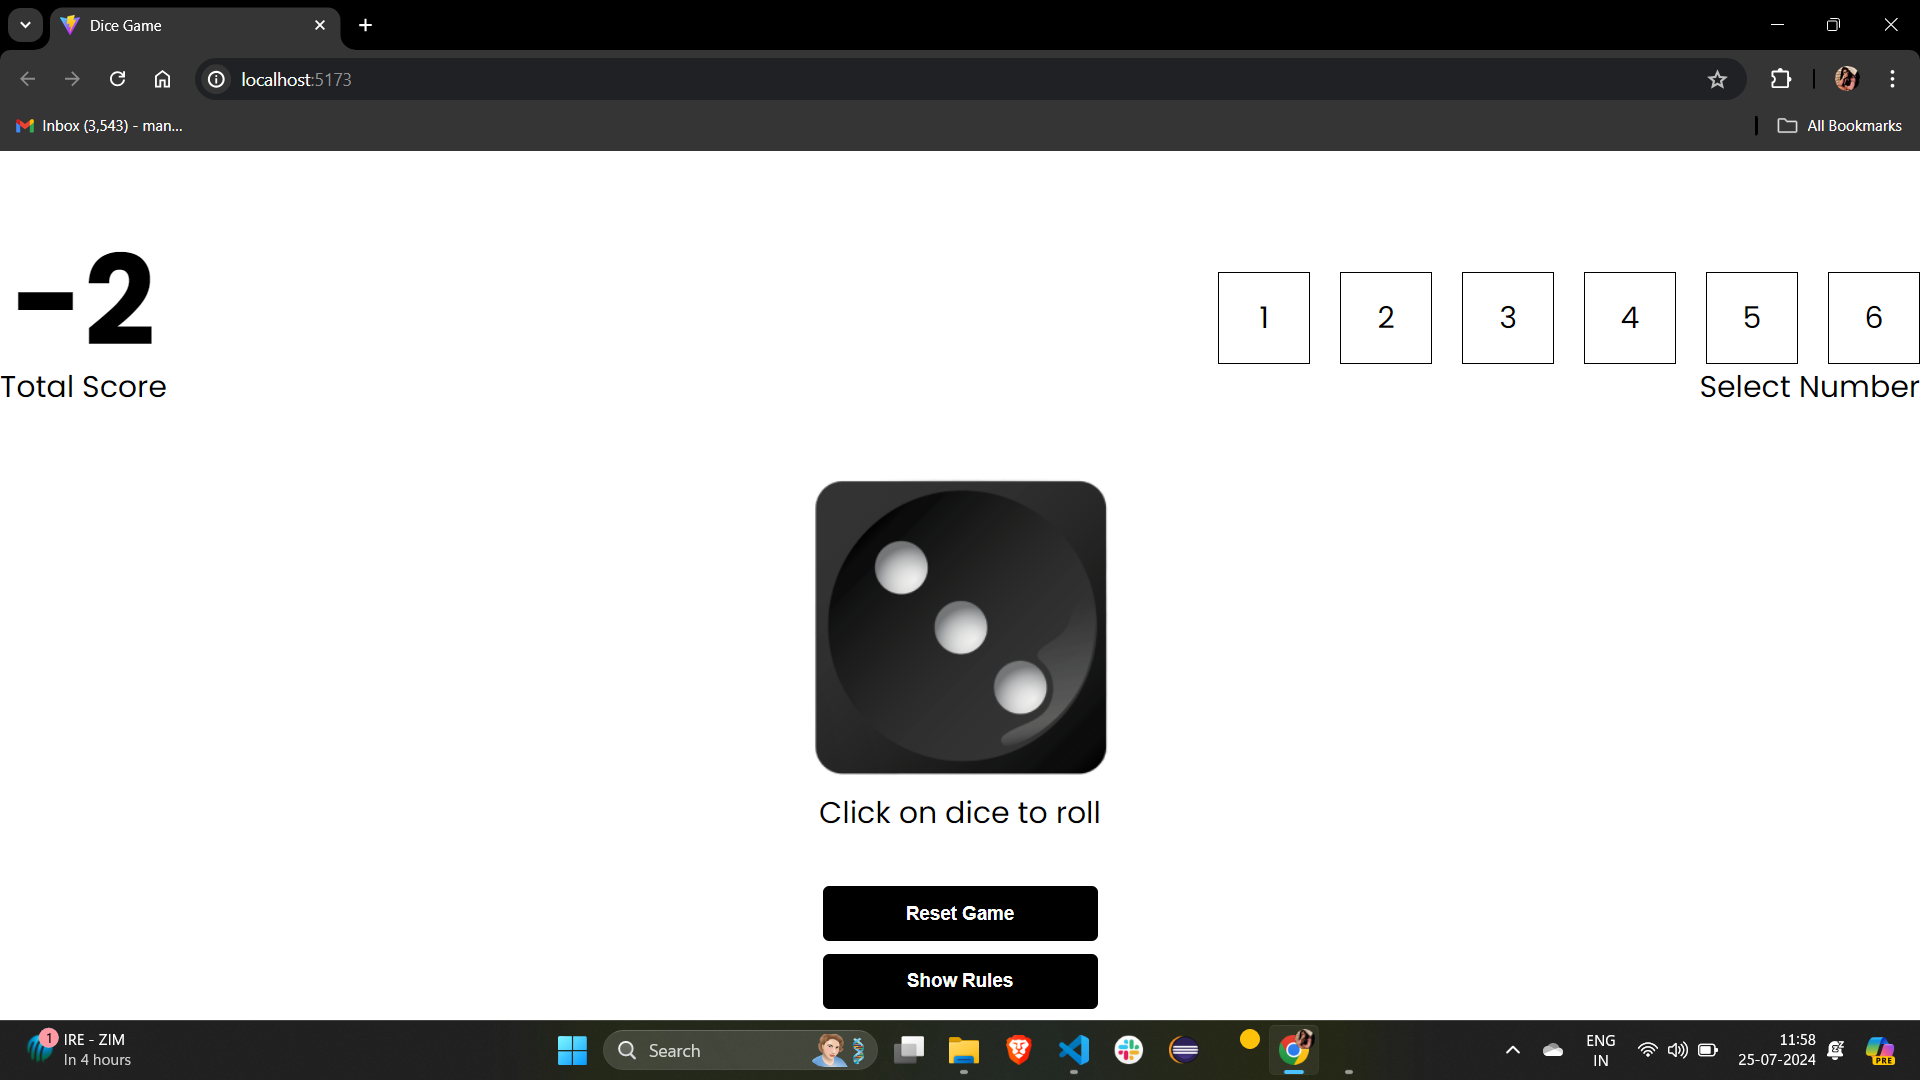 Dice Game
localhost:5173
Inbox (3,543) - man...
All Bookmarks
-2
Total Score
1 2 3 4 5 6
Select Number
Click on dice to roll
Reset Game
Show Rules
1
IRE - ZIM
In 4 hours
Search
ENG
IN
11:58
25-07-2024
PRE